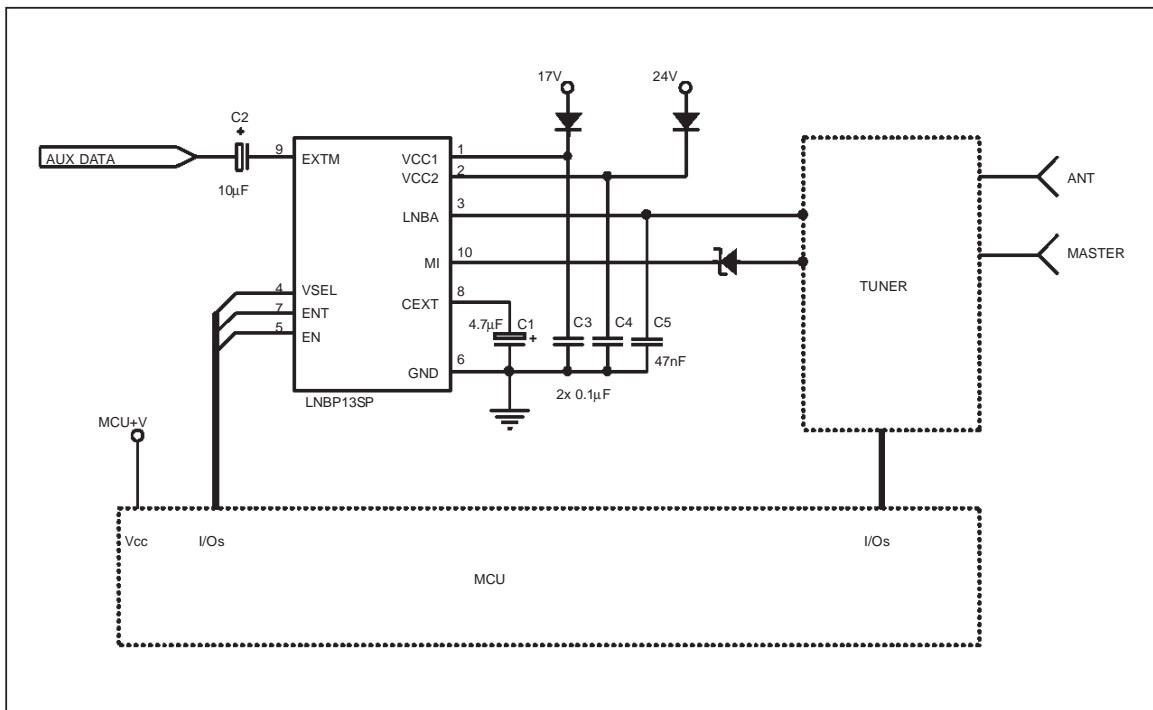 17V
24V
C2
+
AUX DATA
9
EXTM
10µF
VCC1
1
VCC2
2
LNBA
3
MI
10
CEXT
8
GND
6
VSEL
4
ENT
7
EN
5
LNBP13SP
4.7µF
C1
+
C3
C4
C5
47nF
2x 0.1µF
ANT
MASTER
TUNER
MCU+V
Vcc
I/Os
I/Os
MCU